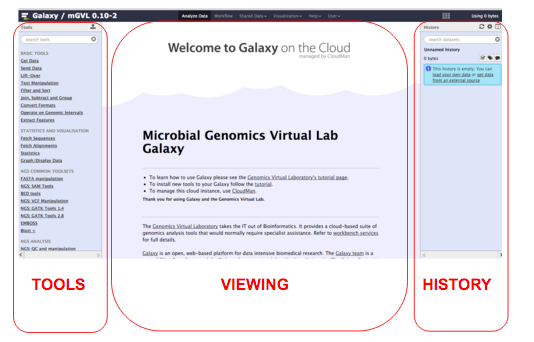 Galaxy / mGVL 0.10-2
Analyze Data Workflow Shared Data Visualization Help User
Using 0 bytes
Tools
search tools
BASIC TOOLS
Get Data
Send Data
Lift-Over
Text Manipulation
Filter and Sort
Join, Subtract and Group
Convert Formats
Operate on Genomic Intervals
Extract Features
STATISTICS AND VISUALISATION
Fetch Sequences
Fetch Alignments
Statistics
Graph/Display Data
NGS COMMON TOOLSETS
FASTA manipulation
NGS: SAM Tools
BED tools
NGS: VCF Manipulation
NGS: GATK Tools 1.4
NGS: GATK Tools 2.8
EMBOSS
Blast +
NGS ANALYSIS
NGS: QC and manipulation
Welcome to Galaxy on the Cloud
managed by CloudMan
Microbial Genomics Virtual Lab
Galaxy
• To learn how to use Galaxy please see the Genomics Virtual Laboratory's tutorial page.
• To install new tools to your Galaxy follow the tutorial.
• To manage this cloud instance, use CloudMan.
Thank you for using Galaxy and the Genomics Virtual Lab.
The Genomics Virtual Laboratory takes the IT out of Bioinformatics. It provides a cloud-based suite of
genomics analysis tools that would normally require specialist assistance. Refer to workbench services
for full details.
Galaxy is an open, web-based platform for data intensive biomedical research. The Galaxy team is a
History
search datasets
Unnamed history
0 bytes
This history is empty. You can
load your own data or get data
from an external source
TOOLS
VIEWING
HISTORY